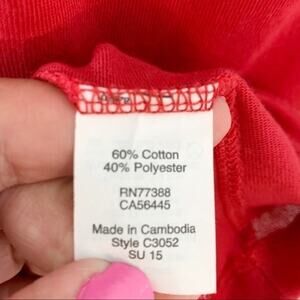 60% Cotton
40% Polyester
RN77388
CA56445
Made in Cambodia
Style C3052
SU 15